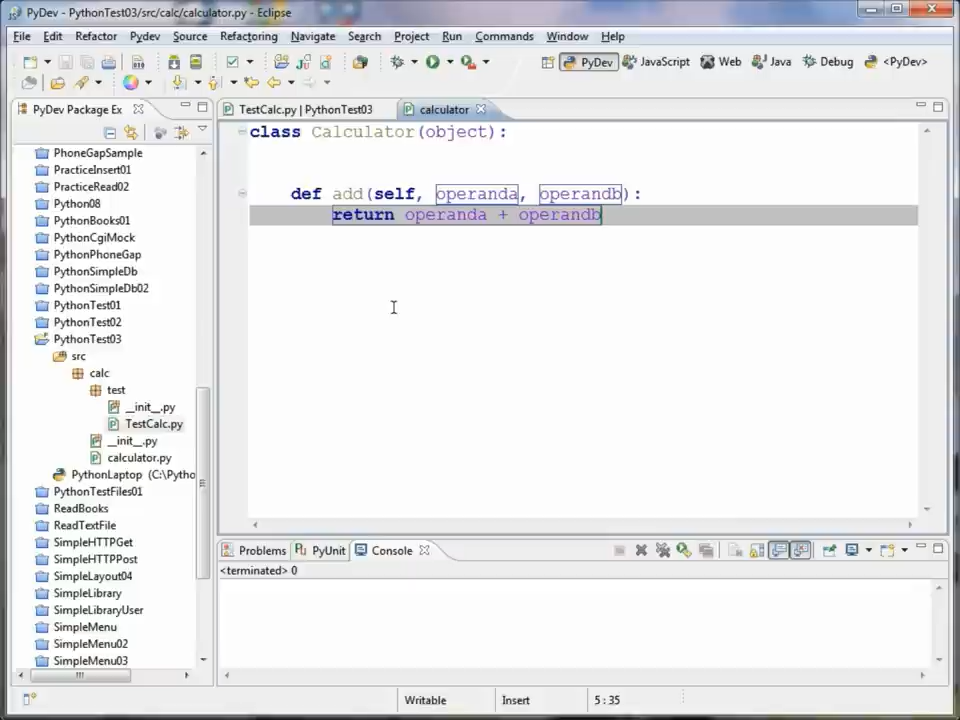 PyDev - PythonTest03/src/calc/calculator.py - Eclipse
File Edit Refactor Pydev Source Refactoring Navigate Search Project Run Commands Window Help
PyDev JavaScript Web Java Debug <PyDev>
PyDev Package Ex
TestCalc.py | PythonTest03 calculator
class Calculator(object):
def add(self, operanda, operandb):
return operanda + operandb
PhoneGapSample
PracticeInsert01
PracticeRead02
Python08
PythonBooks01
PythonCgiMock
PythonPhoneGap
PythonSimpleDb
PythonSimpleDb02
PythonTest01
PythonTest02
PythonTest03
src
calc
test
__init__.py
TestCalc.py
__init__.py
calculator.py
PythonLaptop (C:\Pytho
PythonTestFiles01
ReadBooks
ReadTextFile
SimpleHTTPGet
SimpleHTTPPost
SimpleLayout04
SimpleLibrary
SimpleLibraryUser
SimpleMenu
SimpleMenu02
SimpleMenu03
Problems PyUnit Console
<terminated> 0
Writable Insert 5 : 35